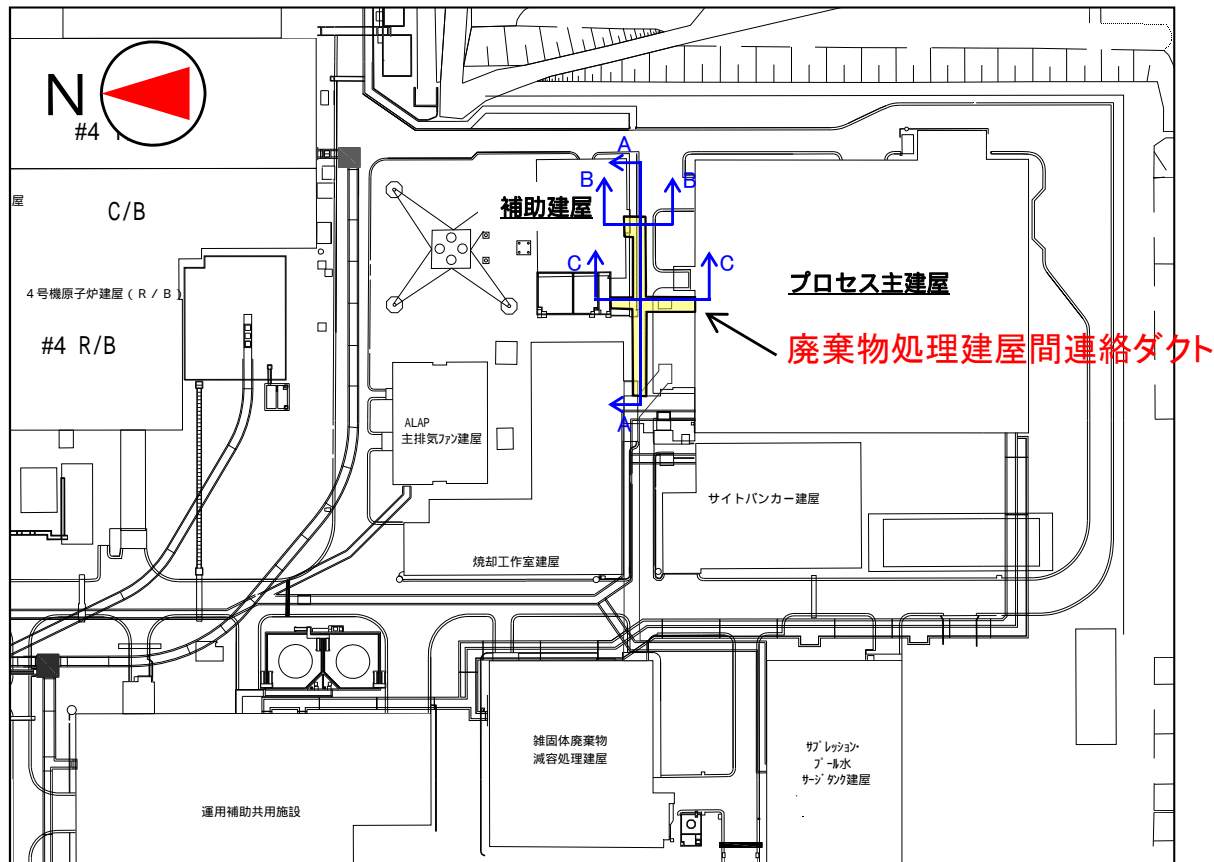 N
#4
屋
C/B
4号機原子炉建屋(R/B)
#4 R/B
A
B
B
補助建屋
C
C
プロセス主建屋
廃棄物処理建屋間連絡ダクト
A
ALAP
主排気ファン建屋
サイトバンカー建屋
焼却工作室建屋
雑固体廃棄物
減容処理建屋
サプレッション・
プール水
サージタンク建屋
運用補助共用施設